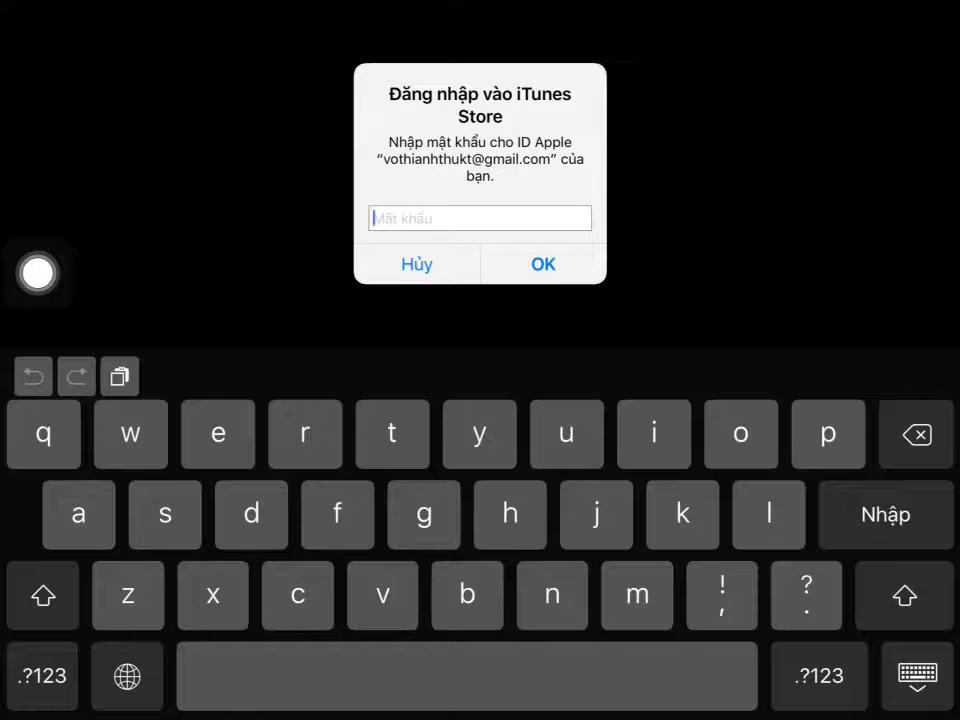 Đăng nhập vào iTunes
Store
Nhập mật khẩu cho ID Apple
“vothianhthukt@gmail.com” của
bạn.
Mật khẩu
Hủy OK
q w e r t y u i o p
a s d f g h j k l Nhập
z x c v b n m ! , ? .
.?123 .?123